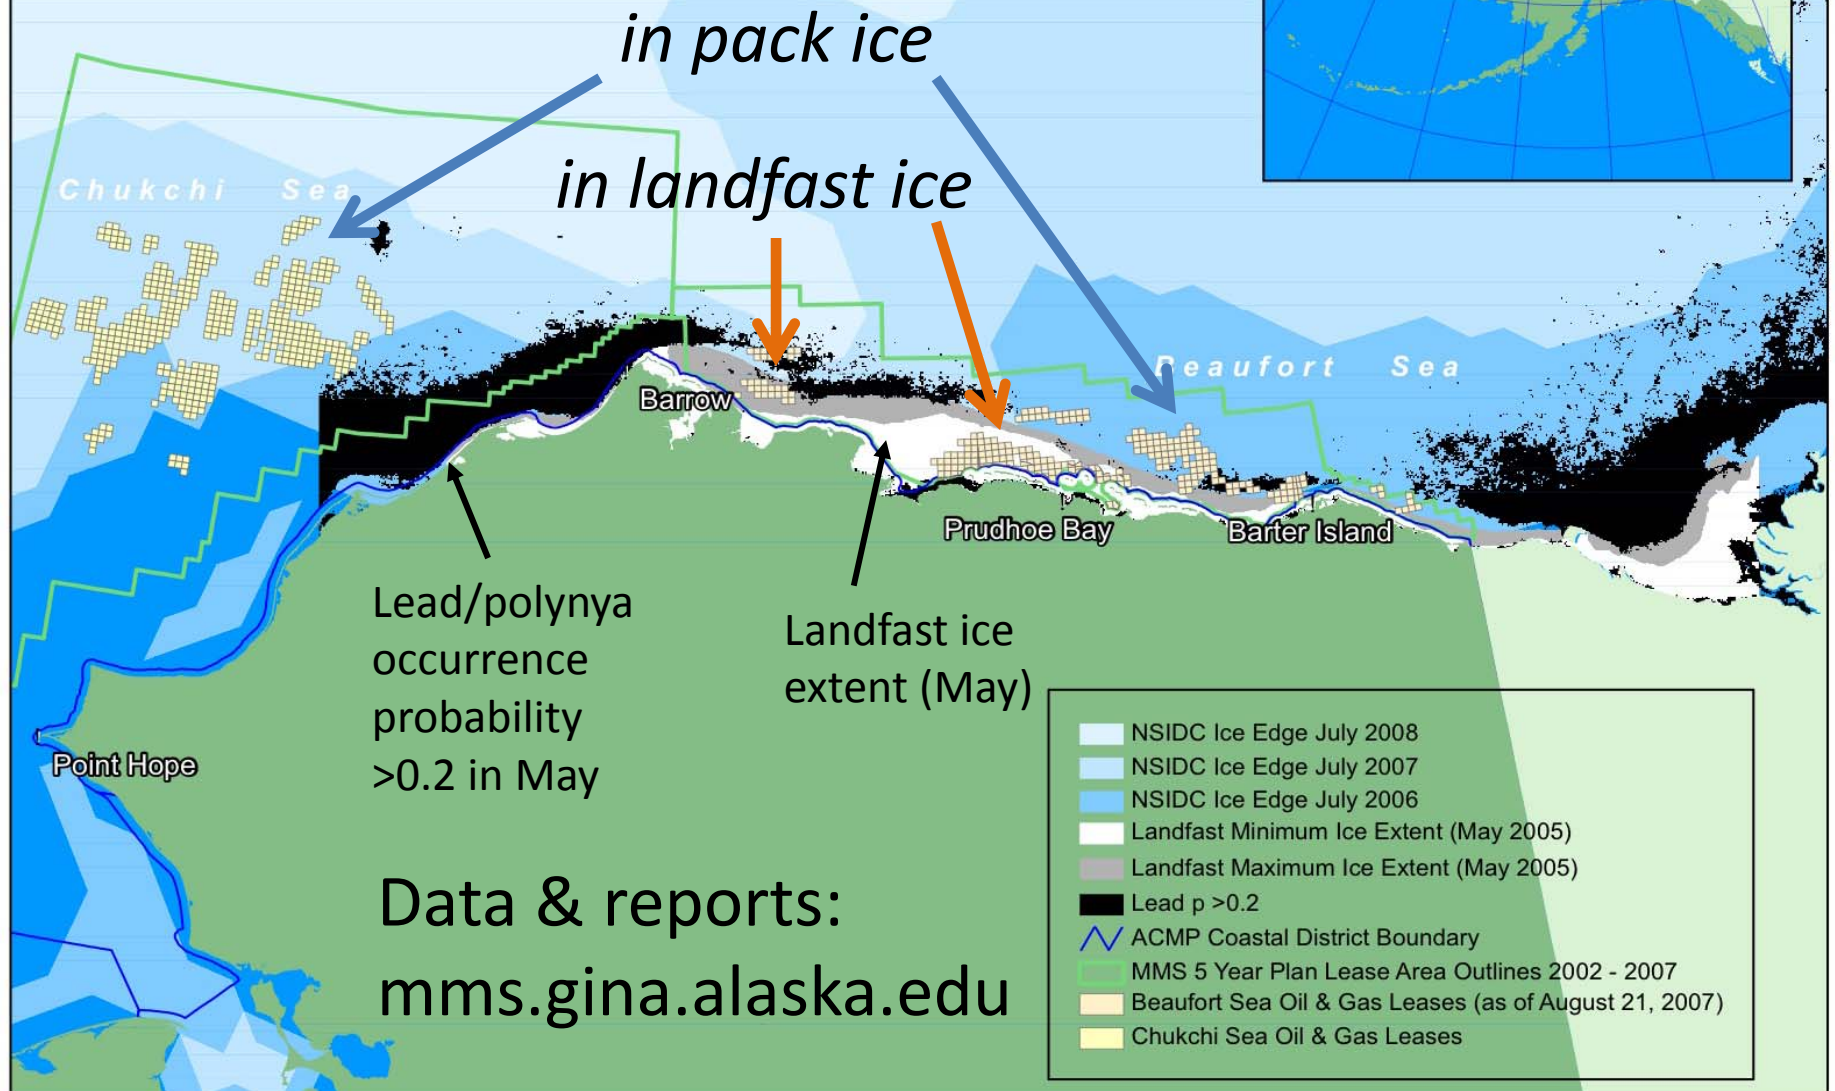 in pack ice
in landfast ice
Chukchi Sea
Beaufort Sea
Barrow
Prudhoe Bay
Barter Island
Point Hope
Lead/polynya
occurrence
probability
>0.2 in May
Landfast ice
extent (May)
Data & reports:
mms.gina.alaska.edu
NSIDC Ice Edge July 2008
NSIDC Ice Edge July 2007
NSIDC Ice Edge July 2006
Landfast Minimum Ice Extent (May 2005)
Landfast Maximum Ice Extent (May 2005)
Lead p >0.2
ACMP Coastal District Boundary
MMS 5 Year Plan Lease Area Outlines 2002 - 2007
Beaufort Sea Oil & Gas Leases (as of August 21, 2007)
Chukchi Sea Oil & Gas Leases